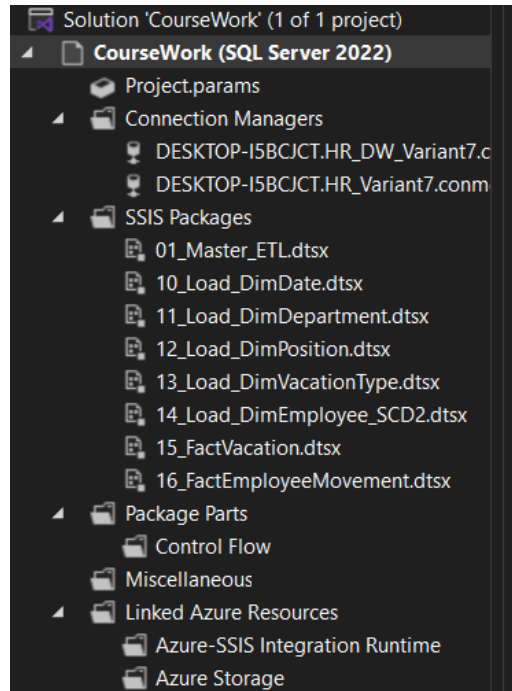 Solution 'CourseWork' (1 of 1 project)
CourseWork (SQL Server 2022)
Project.params
Connection Managers
DESKTOP-I5BCJCT.HR_DW_Variant7.c
DESKTOP-I5BCJCT.HR_Variant7.conm
SSIS Packages
01_Master_ETL.dtsx
10_Load_DimDate.dtsx
11_Load_DimDepartment.dtsx
12_Load_DimPosition.dtsx
13_Load_DimVacationType.dtsx
14_Load_DimEmployee_SCD2.dtsx
15_FactVacation.dtsx
16_FactEmployeeMovement.dtsx
Package Parts
Control Flow
Miscellaneous
Linked Azure Resources
Azure-SSIS Integration Runtime
Azure Storage